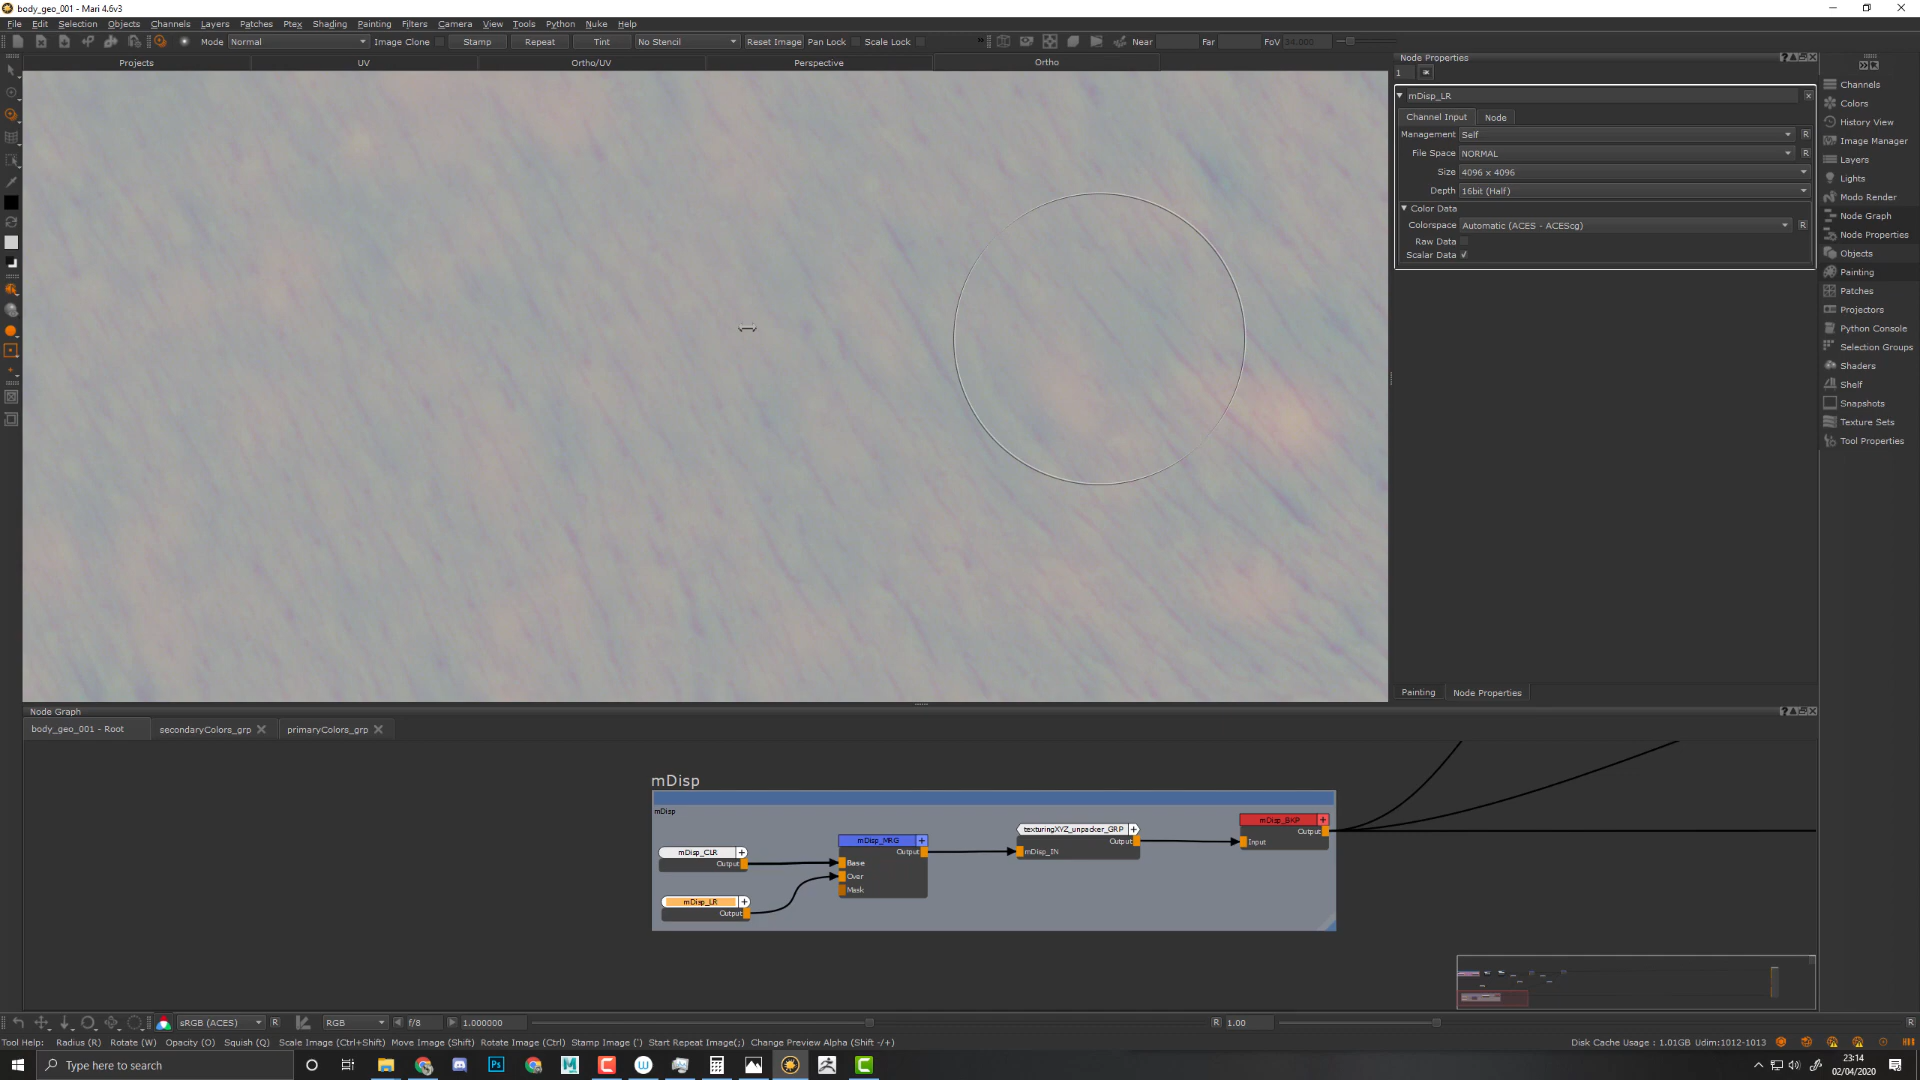 body_geo_001 - Mari 4.6v3
File Edit Selection Objects Channels Layers Patches Ptex Shading Painting Filters Camera View Tools Python Nuke Help
Mode Normal Image Clone Stamp Repeat Tint No Stencil Reset Image Pan Lock Scale Lock Near Far FoV 34.000
Projects UV Ortho/UV Perspective Ortho
Node Properties
1
mDisp_LR
Channel Input Node
Management Self R
File Space NORMAL R
Size 4096 x 4096
Depth 16bit (Half)
Color Data
Colorspace Automatic (ACES - ACEScg) R
Raw Data
Scalar Data
Channels
Colors
History View
Image Manager
Layers
Lights
Modo Render
Node Graph
Node Properties
Objects
Painting
Patches
Projectors
Python Console
Selection Groups
Shaders
Shelf
Snapshots
Texture Sets
Tool Properties
Painting Node Properties
Node Graph
body_geo_001 - Root secondaryColors_grp primaryColors_grp
mDisp
mDisp
mDisp_CLR +
Output
mDisp_LR +
Output
mDisp_MRG +
Output
Base
Over
Mask
texturingXYZ_unpacker_GRP +
Output
mDisp_IN
mDisp_BKP +
Output
Input
sRGB (ACES) R RGB f/8 1.000000 R 1.00 R
Tool Help: Radius (R) Rotate (W) Opacity (O) Squish (Q) Scale Image (Ctrl+Shift) Move Image (Shift) Rotate Image (Ctrl) Stamp Image (') Start Repeat Image(;) Change Preview Alpha (Shift -/+) Disk Cache Usage : 1.01GB Udim:1012-1013
Type here to search
23:14
02/04/2020